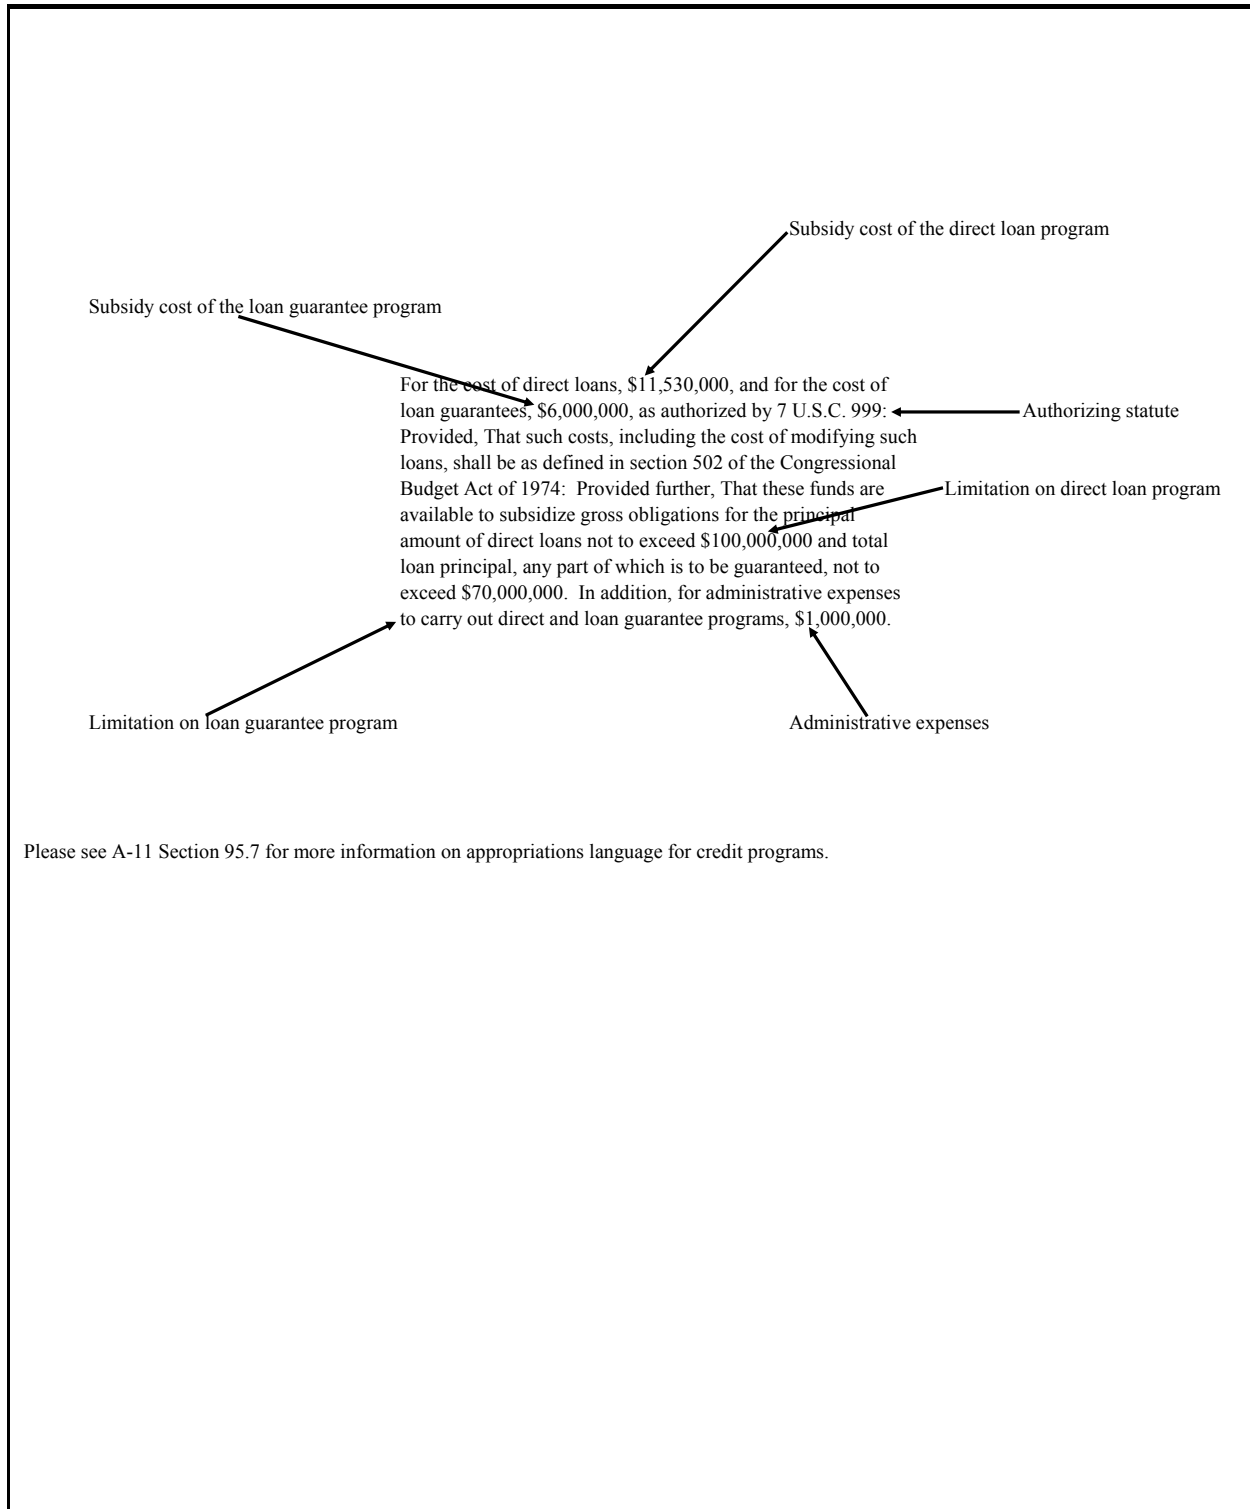 Subsidy cost of the direct loan program
Subsidy cost of the loan guarantee program
For the cost of direct loans, $11,530,000, and for the cost of
loan guarantees, $6,000,000, as authorized by 7 U.S.C. 999:
Authorizing statute
Provided, That such costs, including the cost of modifying such
loans, shall be as defined in section 502 of the Congressional
Budget Act of 1974:  Provided further, That these funds are
Limitation on direct loan program
available to subsidize gross obligations for the principal
amount of direct loans not to exceed $100,000,000 and total
loan principal, any part of which is to be guaranteed, not to
exceed $70,000,000.  In addition, for administrative expenses
to carry out direct and loan guarantee programs, $1,000,000.
Limitation on loan guarantee program
Administrative expenses
Please see A-11 Section 95.7 for more information on appropriations language for credit programs.